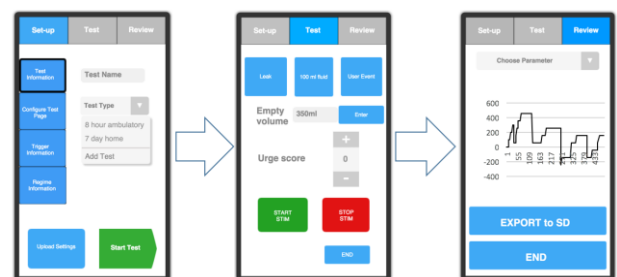 Set-up Test Review
Test
Information
Test Name
Configure Test
Page
Test Type
6 hour ambulatory
7 day home
Add Test
Trigger
Information
Regime
Information
Upload Settings
Start Test
Set-up Test Review
Leak
100 ml fluid
User Event
Empty
volume
350ml
Enter
+
Urge score
0
-
START
STIM
STOP
STIM
END
Set-up Test Review
Choose Parameter
600
400
200
0
-200
-400
1 55 109 163 217 271 325 379 433
EXPORT to SD
END